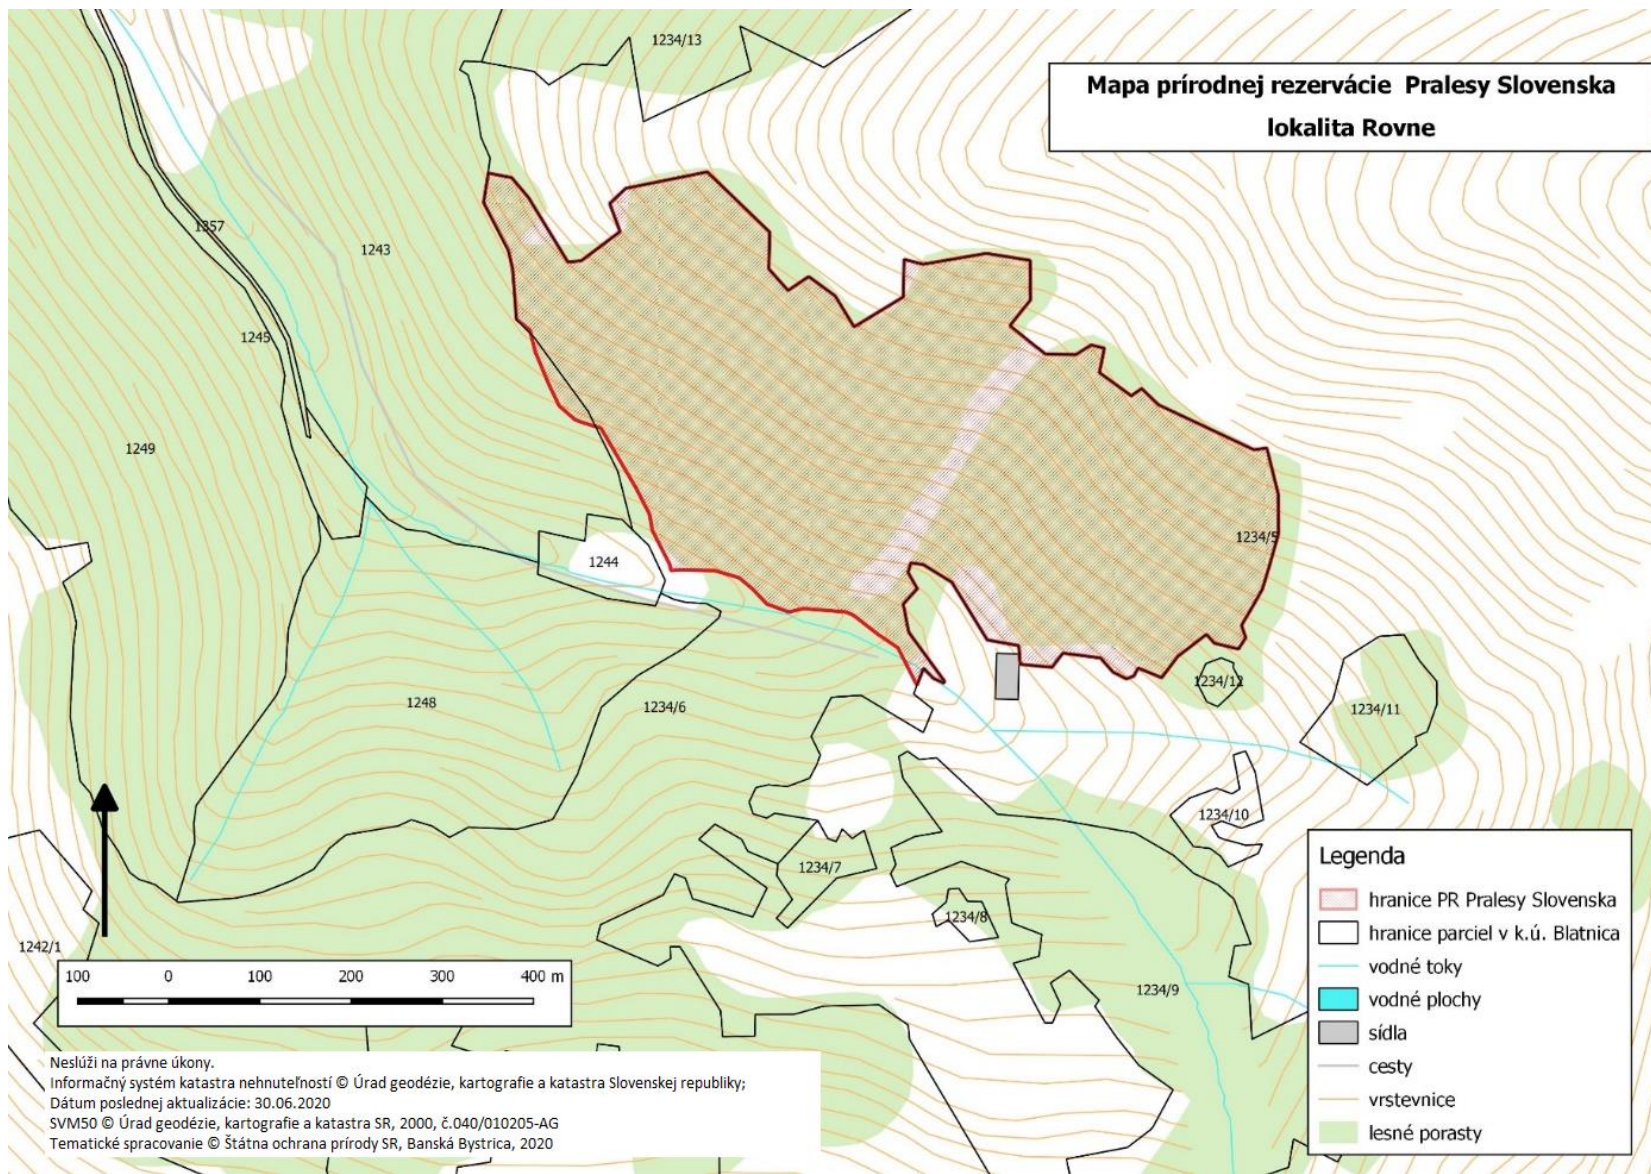 1234/13
Mapa prírodnej rezervácie Pralesy Slovenska
lokalita Rovne
1357
1243
1245
1249
1234/5
1244
1234/12
1248
1234/6
1234/11
1234/10
1234/7
1234/8
1242/1
1234/9
100 0 100 200 300 400 m
Legenda
hranice PR Pralesy Slovenska
hranice parciel v k.ú. Blatnica
vodné toky
vodné plochy
sídla
cesty
vrstevnice
lesné porasty
Neslúži na právne úkony.
Informačný systém katastra nehnuteľností © Úrad geodézie, kartografie a katastra Slovenskej republiky;
Dátum poslednej aktualizácie: 30.06.2020
SVM50 © Úrad geodézie, kartografie a katastra SR, 2000, č.040/010205-AG
Tematické spracovanie © Štátna ochrana prírody SR, Banská Bystrica, 2020